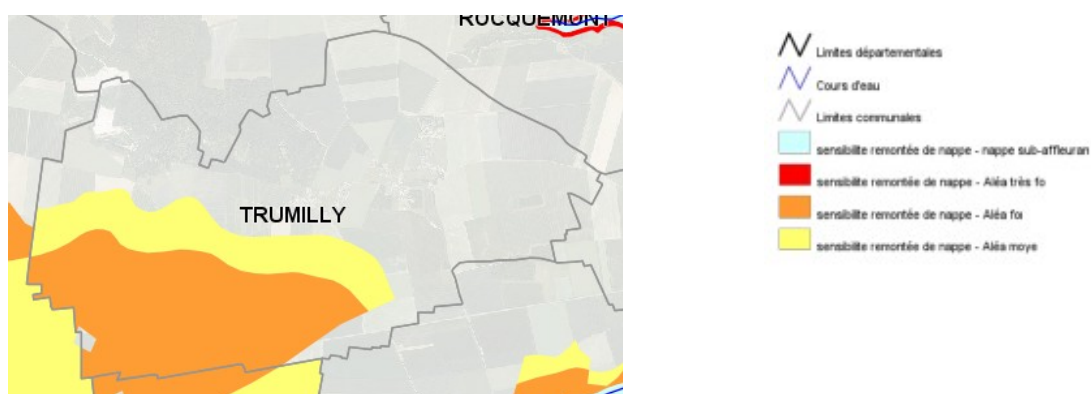 ROCQUEMONT
TRUMILLY
Limites départementales
Cours d'eau
Limites communales
sensibilite remontée de nappe - nappe sub-affleuran
sensibilite remontée de nappe - Aléa très fo
sensibilite remontée de nappe - Aléa foi
sensibilite remontée de nappe - Aléa moye